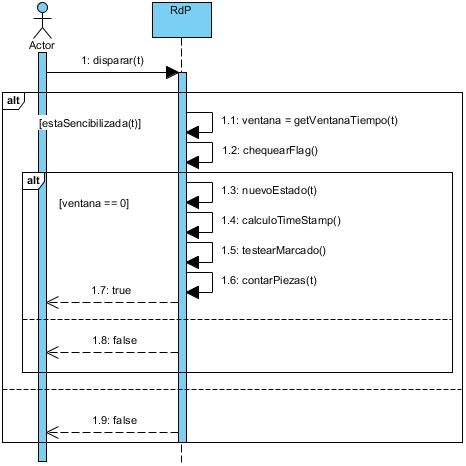 RdP
Actor
1: disparar(t)
alt
[estaSencibilizada(t)]
1.1: ventana = getVentanaTiempo(t)
1.2: chequearFlag()
alt
[ventana == 0]
1.3: nuevoEstado(t)
1.4: calculoTimeStamp()
1.5: testearMarcado()
1.6: contarPiezas(t)
1.7: true
1.8: false
1.9: false